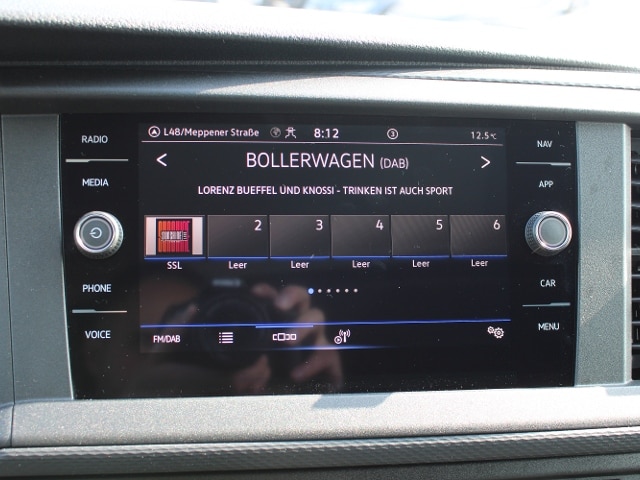 RADIO
MEDIA
PHONE
VOICE
L48/Meppener Straße 8:12 3 12.5°C
< BOLLERWAGEN (DAB) >
LORENZ BUEFFEL UND KNOSSI - TRINKEN IST AUCH SPORT
SUNSHINE LIVE 2 3 4 5 6
SSL Leer Leer Leer Leer Leer
FM/DAB
NAV
APP
CAR
MENU